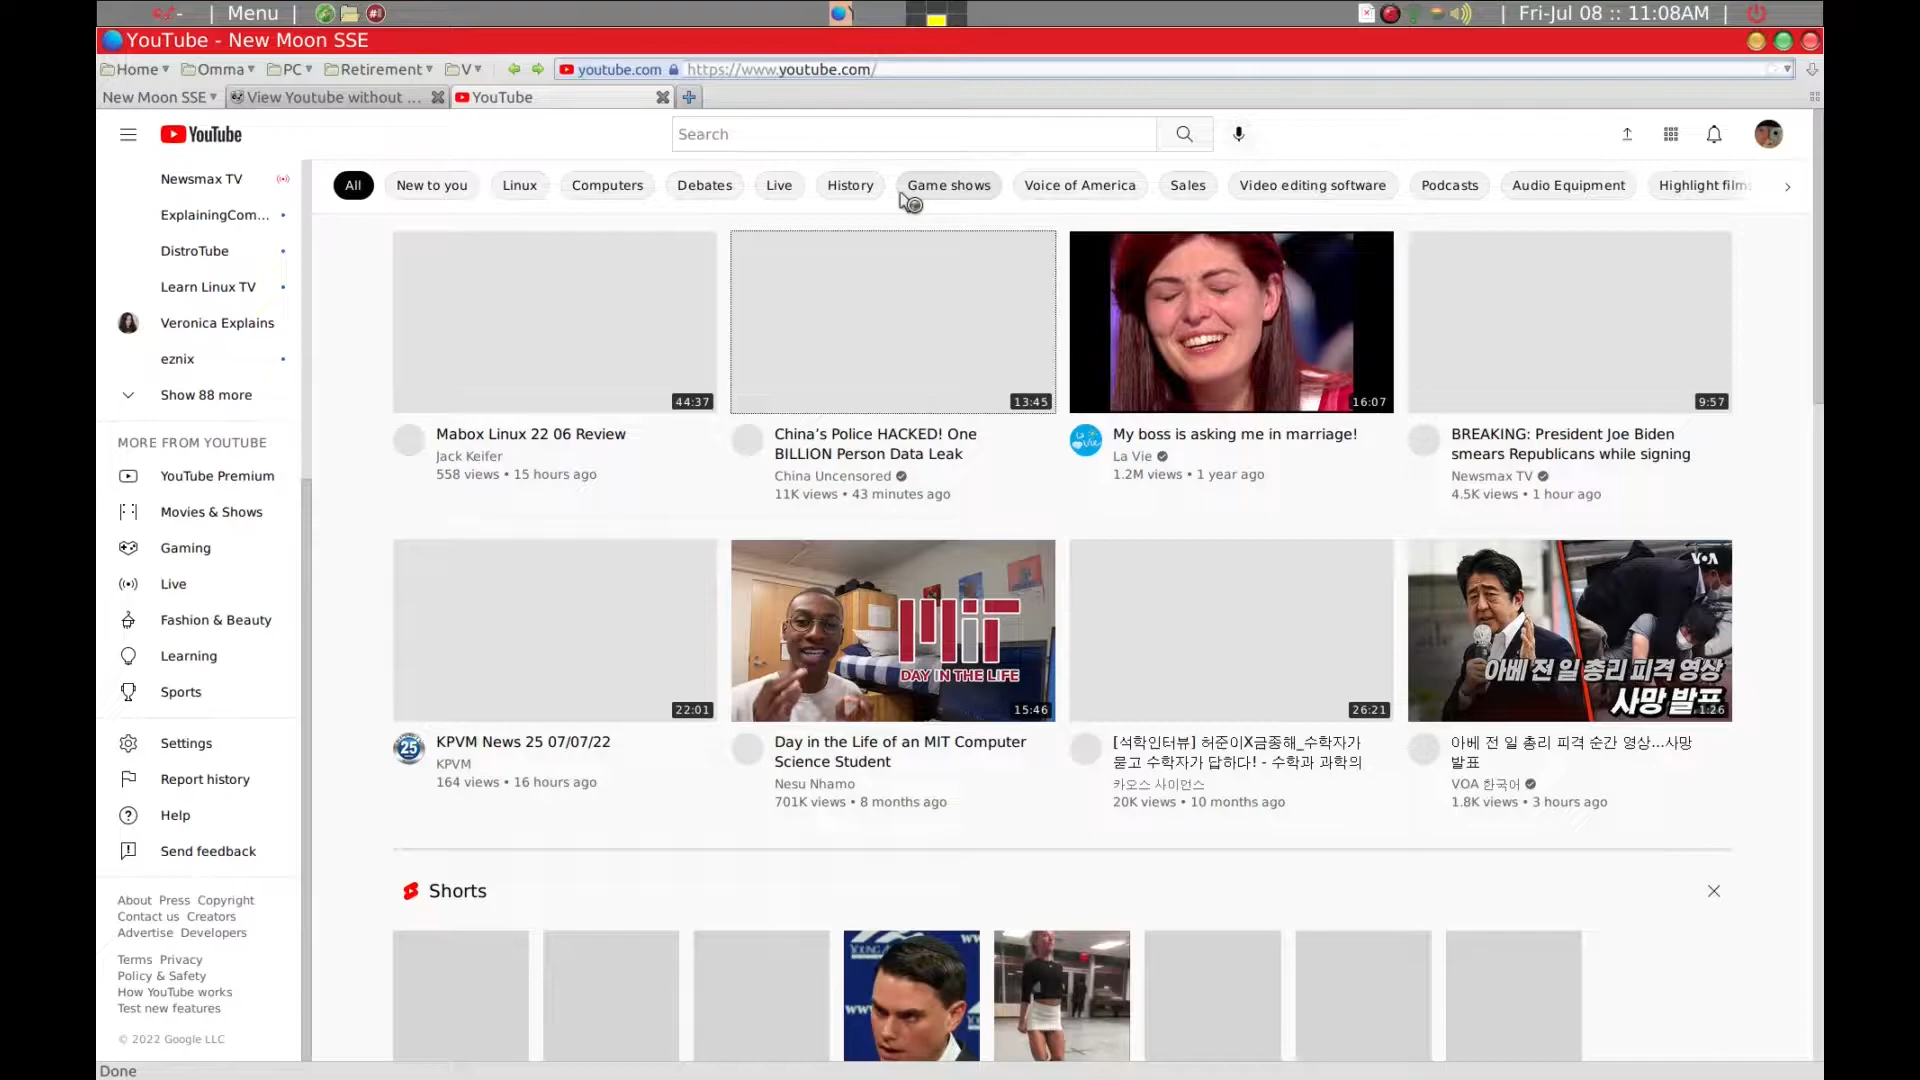 Menu
Fri-Jul 08 :: 11:08AM
YouTube - New Moon SSE
Home Omma PC Retirement V youtube.com https://www.youtube.com/
New Moon SSE View Youtube without ... YouTube
YouTube
Search
Newsmax TV
ExplainingCom...
DistroTube
Learn Linux TV
Veronica Explains
eznix
Show 88 more
MORE FROM YOUTUBE
YouTube Premium
Movies & Shows
Gaming
Live
Fashion & Beauty
Learning
Sports
Settings
Report history
Help
Send feedback
About Press Copyright
Contact us Creators
Advertise Developers
Terms Privacy
Policy & Safety
How YouTube works
Test new features
© 2022 Google LLC
All New to you Linux Computers Debates Live History Game shows Voice of America Sales Video editing software Podcasts Audio Equipment Highlight film
44:37
Mabox Linux 22 06 Review
Jack Keifer
558 views • 15 hours ago
13:45
China's Police HACKED! One
BILLION Person Data Leak
China Uncensored
11K views • 43 minutes ago
16:07
My boss is asking me in marriage!
La Vie
1.2M views • 1 year ago
9:57
BREAKING: President Joe Biden
smears Republicans while signing
Newsmax TV
4.5K views • 1 hour ago
22:01
25
KPVM News 25 07/07/22
KPVM
164 views • 16 hours ago
MIT
DAY IN THE LIFE
15:46
Day in the Life of an MIT Computer
Science Student
Nesu Nhamo
701K views • 8 months ago
26:21
[석학인터뷰] 허준이X금종해_수학자가
묻고 수학자가 답하다! - 수학과 과학의
카오스 사이언스
20K views • 10 months ago
VOA
아베 전 일 총리 피격 영상
사망 발표
1:26
아베 전 일 총리 피격 순간 영상...사망
발표
VOA 한국어
1.8K views • 3 hours ago
Shorts
Done